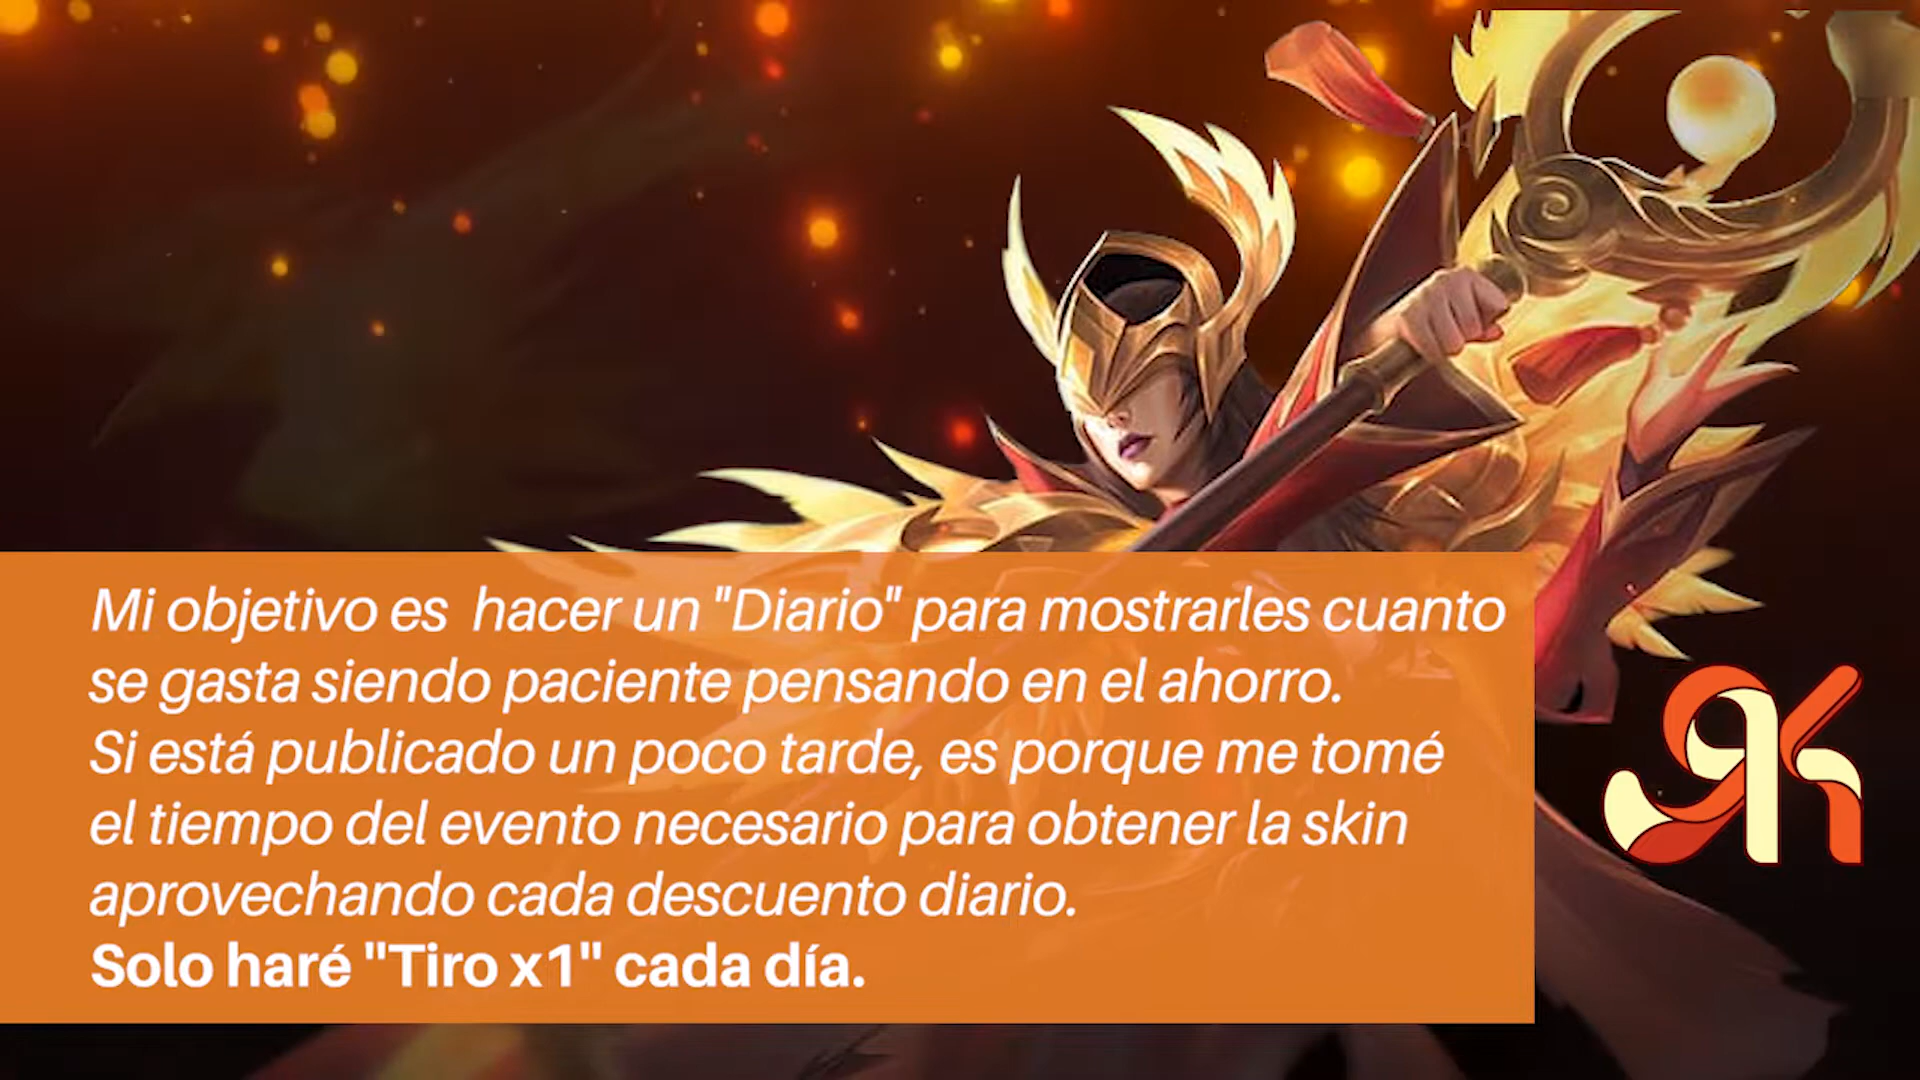 Mi objetivo es hacer un "Diario" para mostrarles cuanto
se gasta siendo paciente pensando en el ahorro.
Si está publicado un poco tarde, es porque me tomé
el tiempo del evento necesario para obtener la skin
aprovechando cada descuento diario.
Solo haré "Tiro x1" cada día.